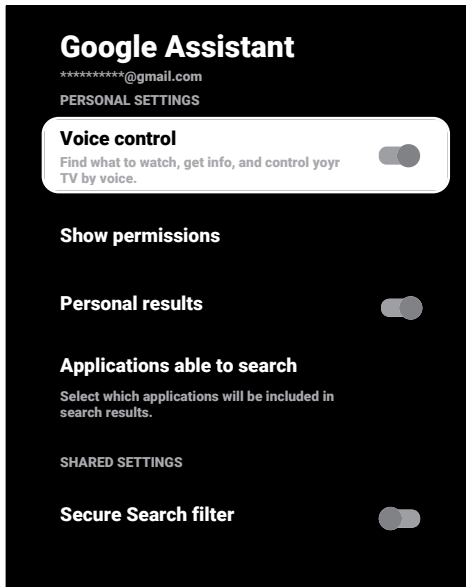 Google Assistant
**********@gmail.com
PERSONAL SETTINGS
Voice control
Find what to watch, get info, and control yoyr
TV by voice.
Show permissions
Personal results
Applications able to search
Select which applications will be included in
search results.
SHARED SETTINGS
Secure Search filter